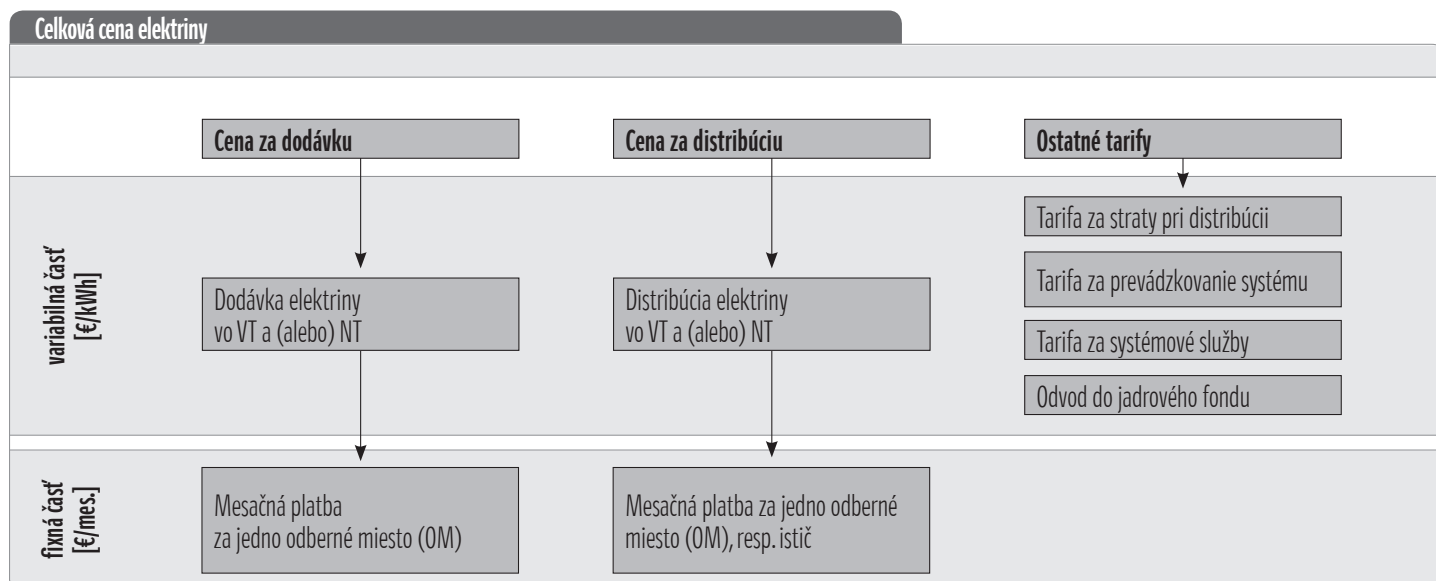 Celková cena elektriny
Cena za dodávku
Cena za distribúciu
Ostatné tarify
variabilná časť
[€/kWh]
Dodávka elektriny
vo VT a (alebo) NT
Distribúcia elektriny
vo VT a (alebo) NT
Tarifa za straty pri distribúcii
Tarifa za prevádzkovanie systému
Tarifa za systémové služby
Odvod do jadrového fondu
fixná časť
[€/mes.]
Mesačná platba
za jedno odberné miesto (OM)
Mesačná platba za jedno odberné
miesto (OM), resp. istič